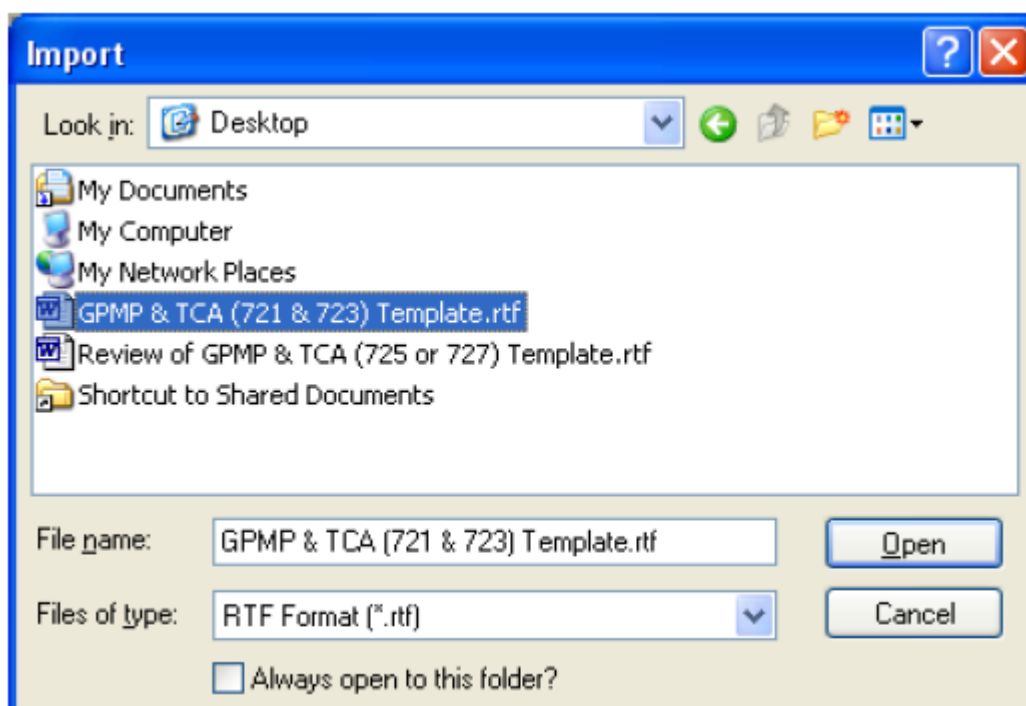 Import
Look in: Desktop
My Documents
My Computer
My Network Places
GPMP & TCA (721 & 723) Template.rtf
Review of GPMP & TCA (725 or 727) Template.rtf
Shortcut to Shared Documents
File name: GPMP & TCA (721 & 723) Template.rtf Open
Files of type: RTF Format (*.rtf) Cancel
Always open to this folder?